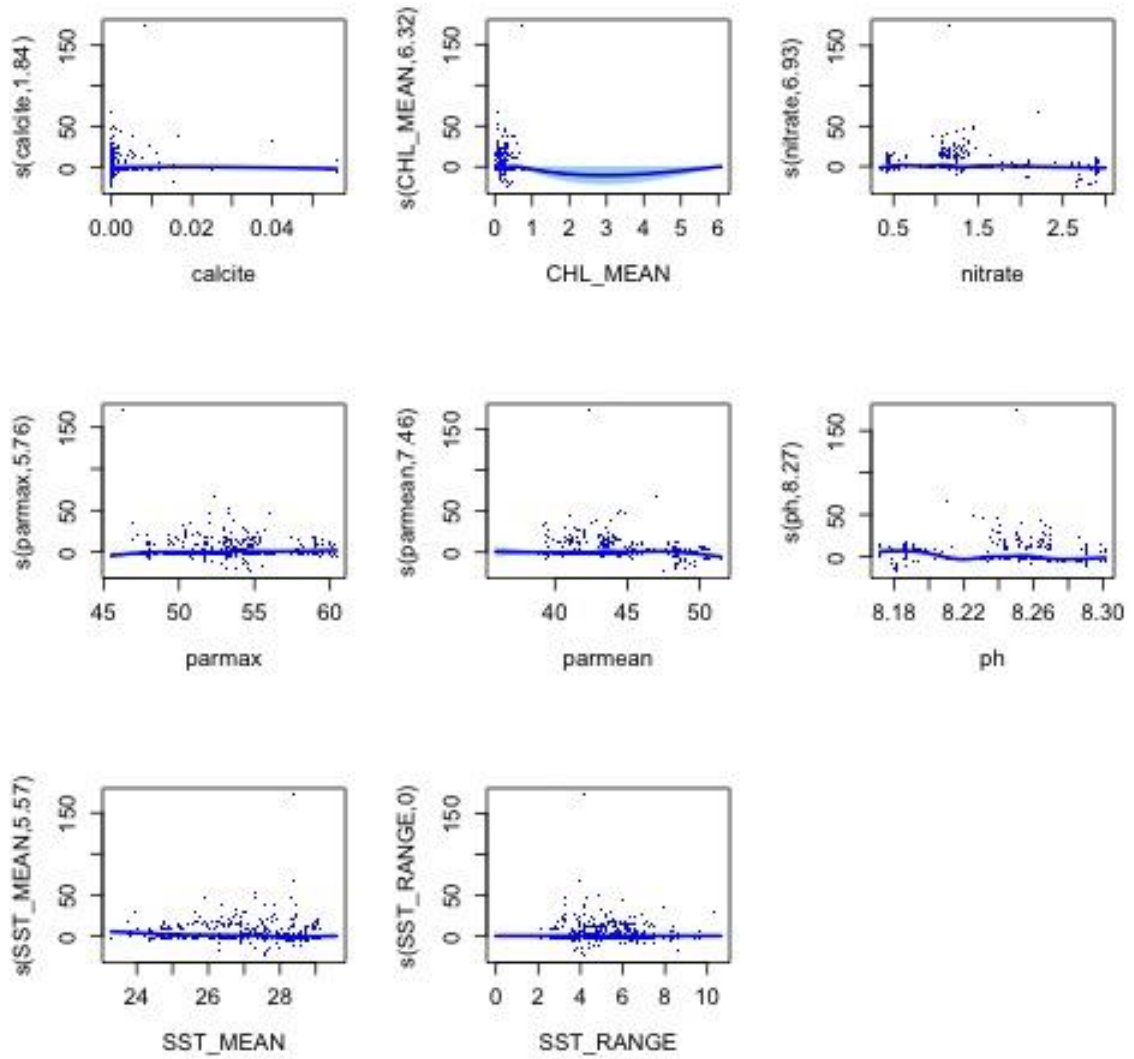 s(calcite,1.84)
150
50
0
0.00 0.02 0.04
calcite
s(CHL_MEAN,6.32)
150
50
0
0 1 2 3 4 5 6
CHL_MEAN
s(nitrate,6.93)
150
50
0
0.5 1.5 2.5
nitrate
s(parmax,5.76)
150
50
0
45 50 55 60
parmax
s(parmean,7.46)
150
50
0
40 45 50
parmean
s(ph,8.27)
150
50
0
8.18 8.22 8.26 8.30
ph
s(SST_MEAN,5.57)
150
50
0
24 26 28
SST_MEAN
s(SST_RANGE,0)
150
50
0
0 2 4 6 8 10
SST_RANGE